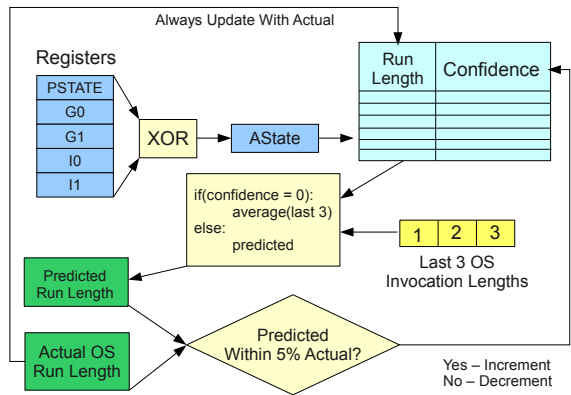 Always Update With Actual
Registers
PSTATE
G0
G1
I0
I1
XOR
AState
Run
Length
Confidence
if(confidence = 0):
average(last 3)
else:
predicted
1 2 3
Last 3 OS
Invocation Lengths
Predicted
Run Length
Actual OS
Run Length
Predicted
Within 5% Actual?
Yes – Increment
No – Decrement